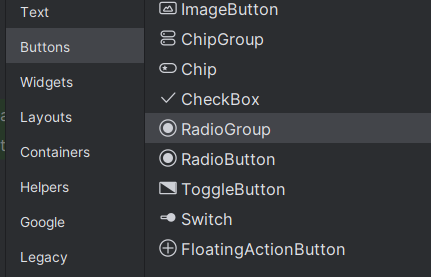 Text
Buttons
Widgets
Layouts
Containers
Helpers
Google
Legacy
ImageButton
ChipGroup
Chip
CheckBox
RadioGroup
RadioButton
ToggleButton
Switch
FloatingActionButton